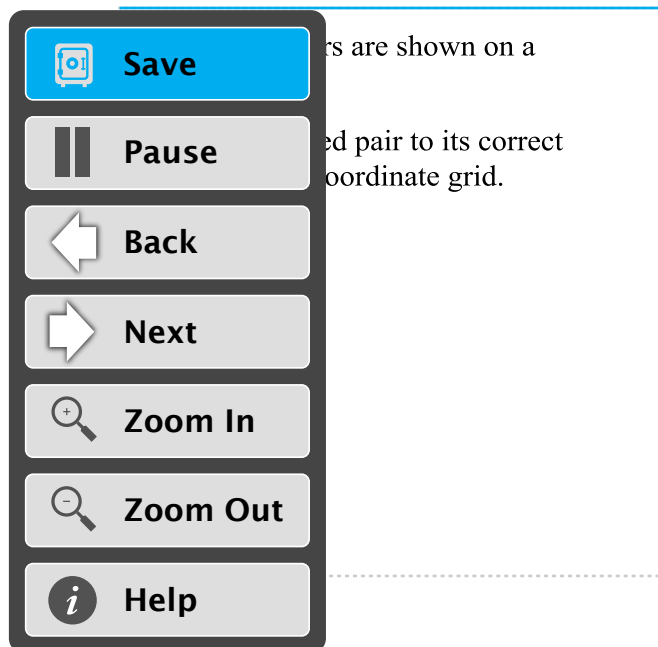 Save
rs are shown on a
Pause
ed pair to its correct
oordinate grid.
Back
Next
Zoom In
Zoom Out
Help